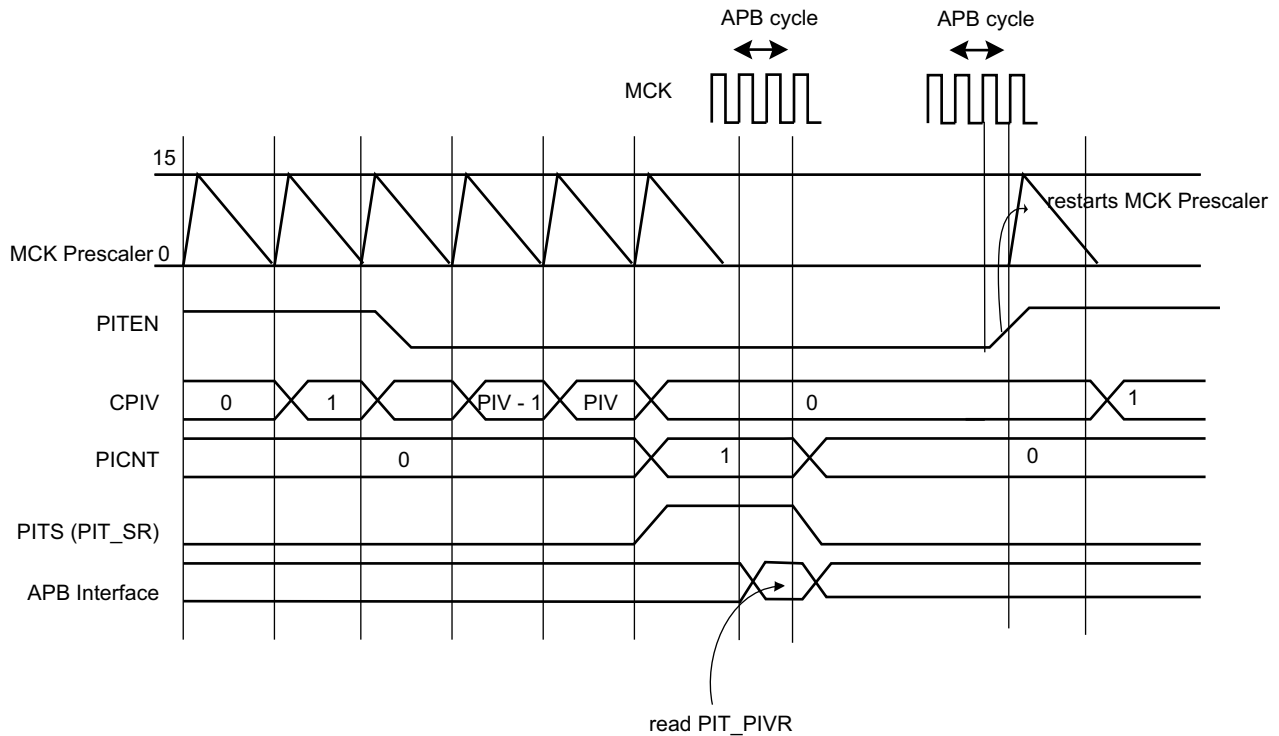 APB cycle APB cycle
MCK
15
restarts MCK Prescaler
MCK Prescaler 0
PITEN
CPIV 0 1 PIV - 1 PIV 0 1
PICNT 0 1 0
PITS (PIT_SR)
APB Interface
read PIT_PIVR